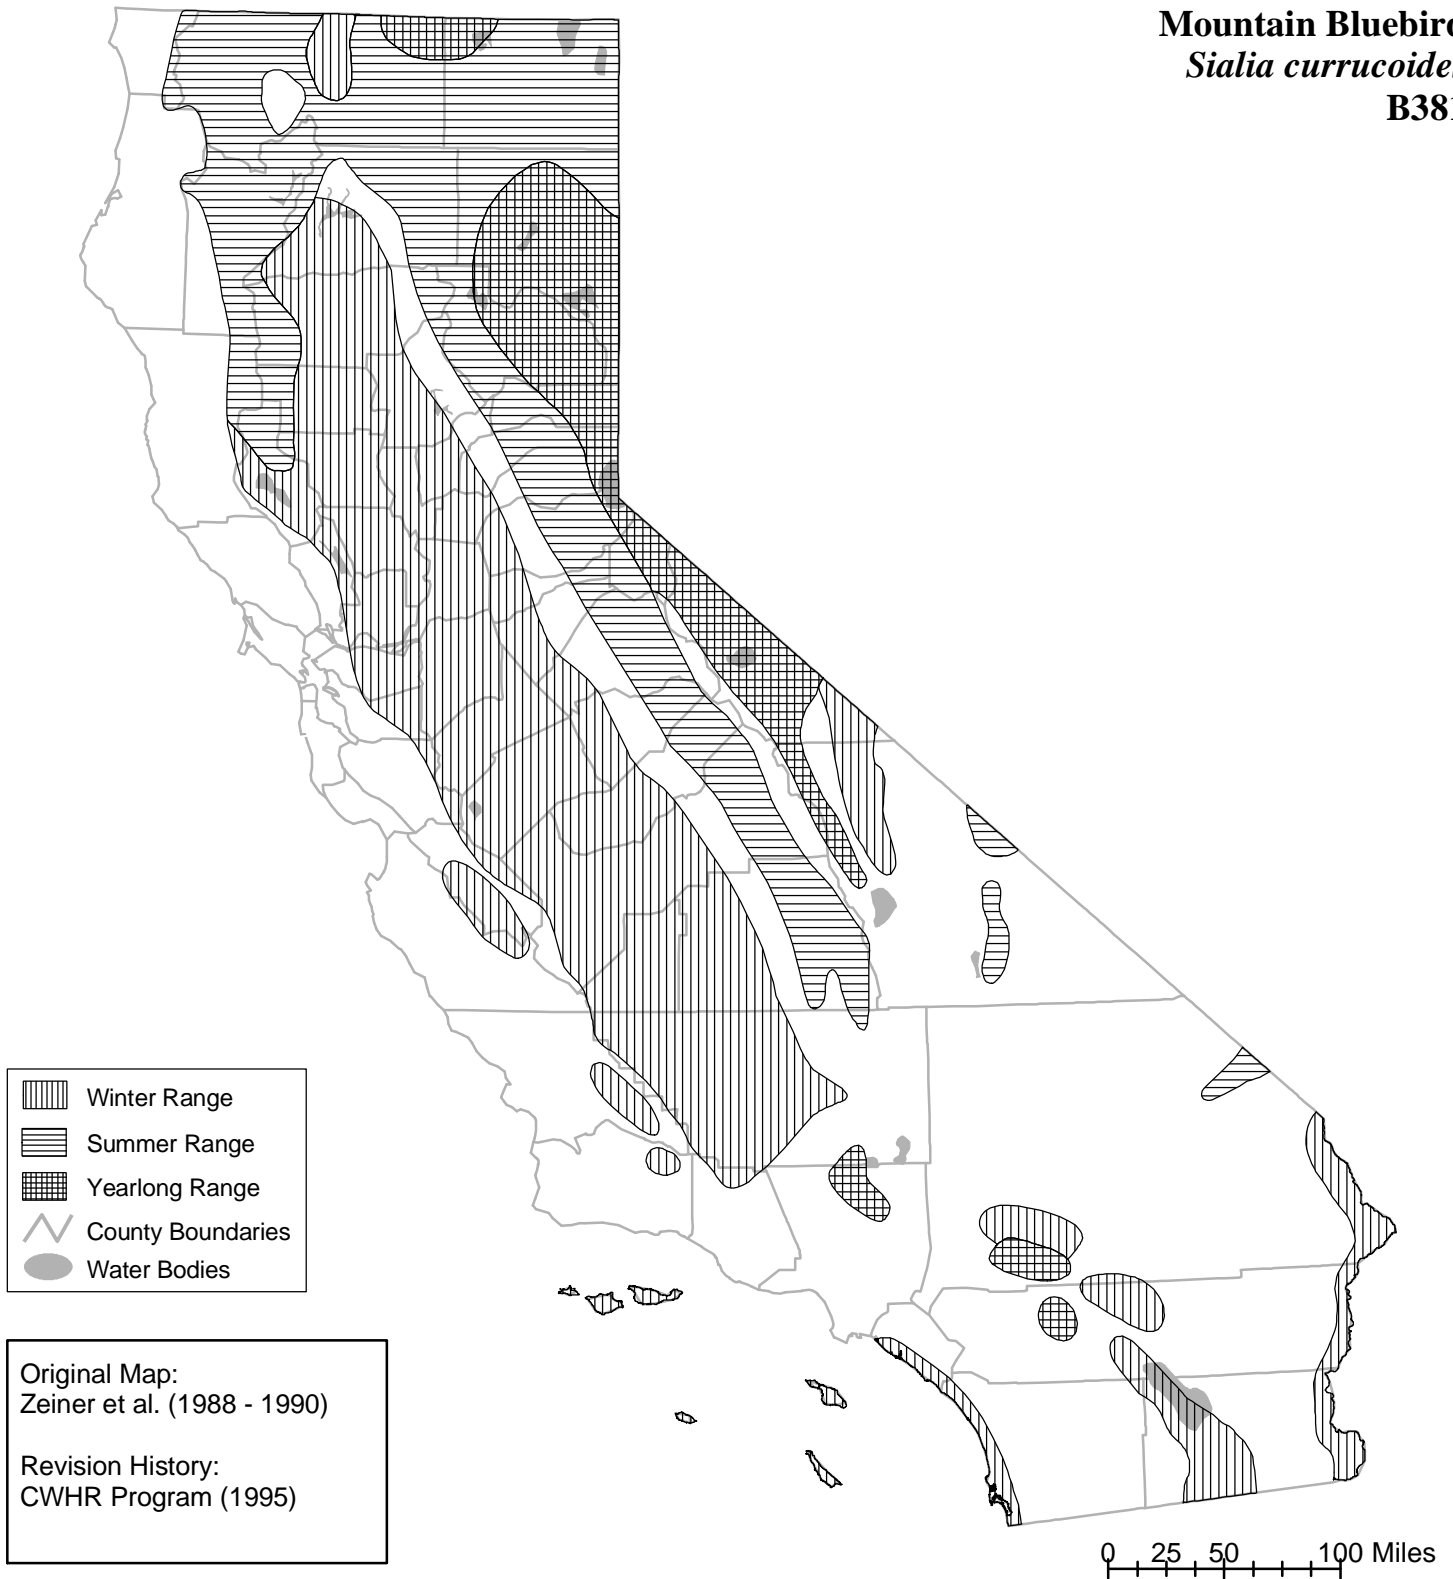 Mountain Bluebird
Sialia currucoides
B381
Winter Range
Summer Range
Yearlong Range
County Boundaries
Water Bodies
Original Map:
Zeiner et al. (1988 - 1990)
Revision History:
CWHR Program (1995)
0 25 50 100 Miles